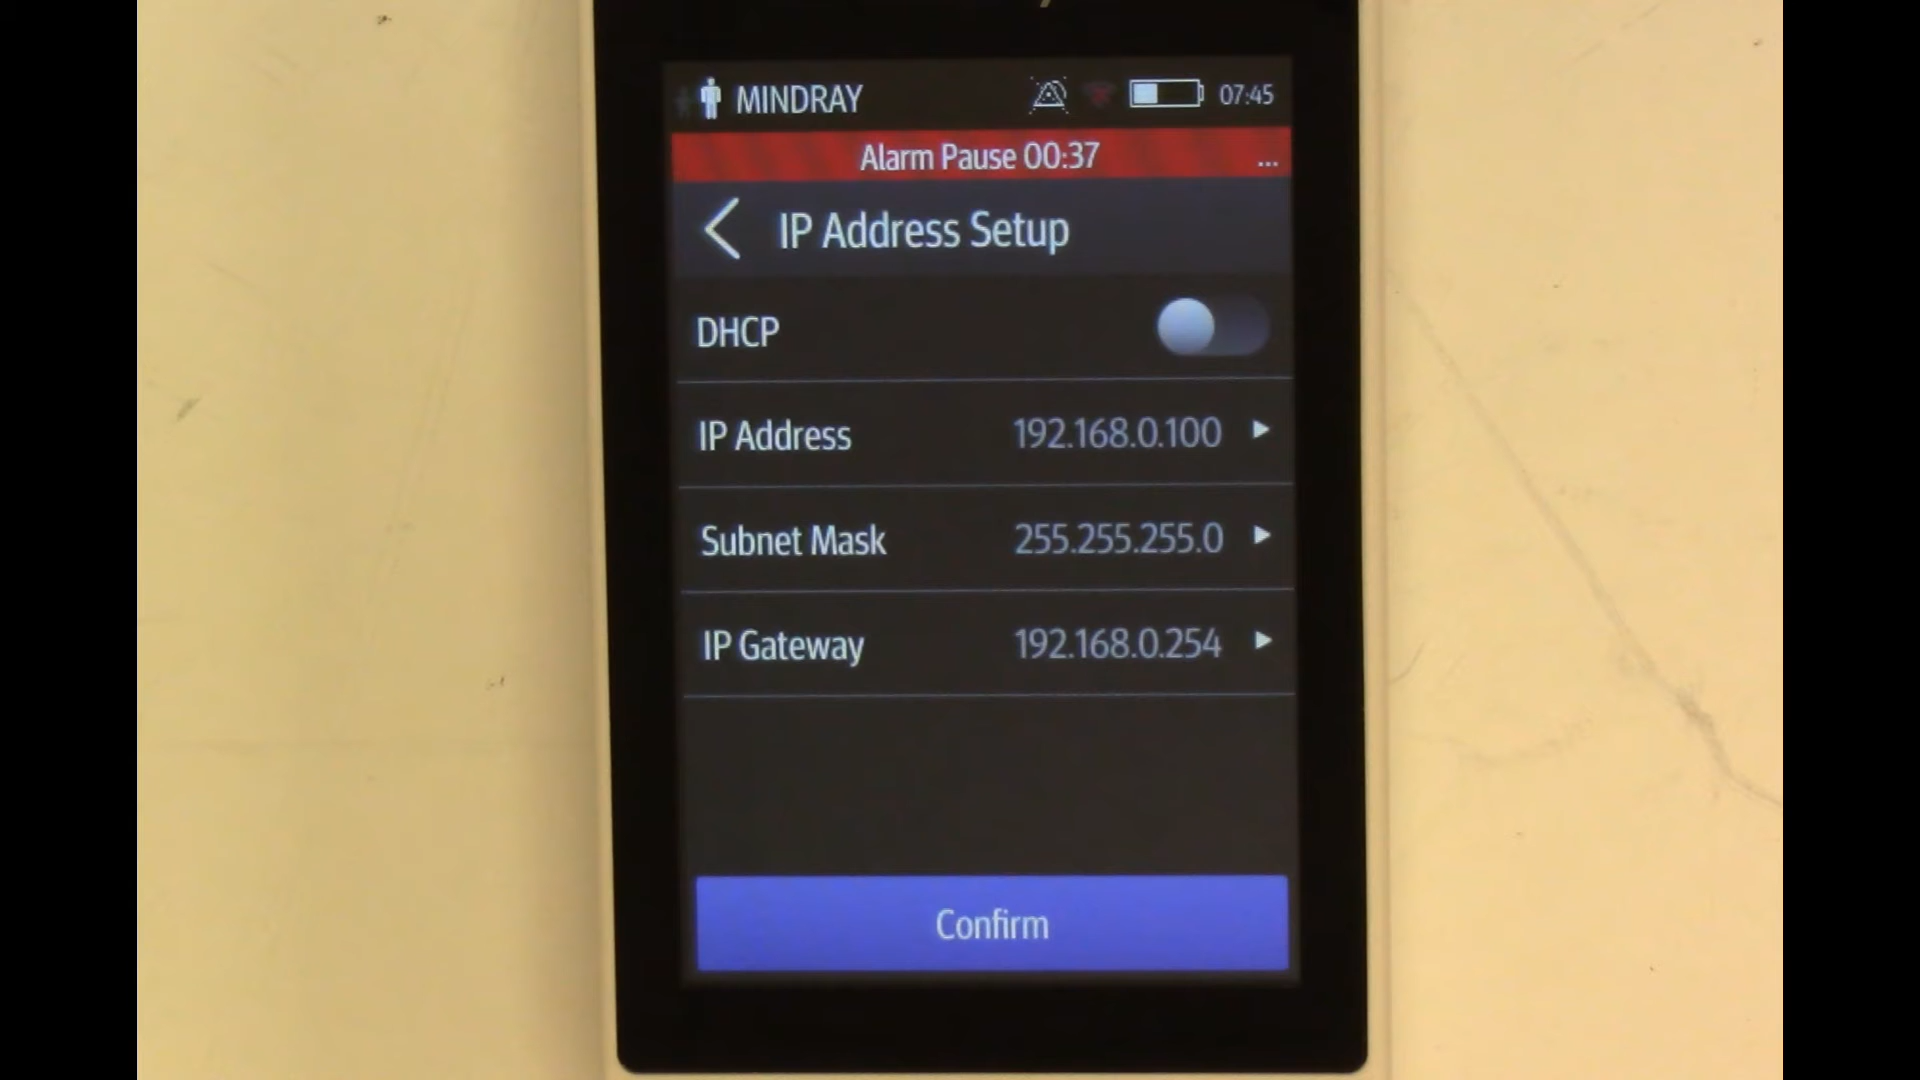 MINDRAY 07:45
Alarm Pause 00:37 ...
IP Address Setup
DHCP
IP Address 192.168.0.100
Subnet Mask 255.255.255.0
IP Gateway 192.168.0.254
Confirm